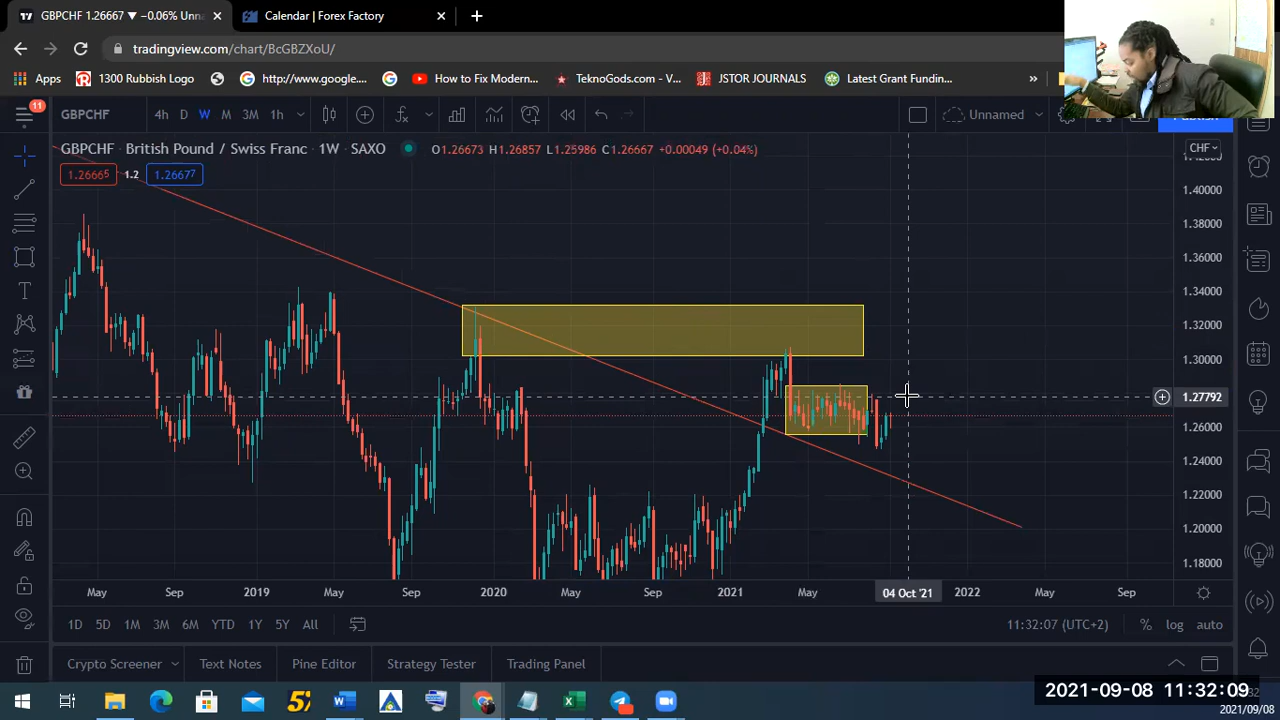 GBPCHF 1.26667 ▼ −0.06% Unna
Calendar | Forex Factory
tradingview.com/chart/BcGBZXoU/
Apps
1300 Rubbish Logo
http://www.google...
How to Fix Modern...
TeknoGods.com - V...
JSTOR JOURNALS
Latest Grant Fundin...
»
11
GBPCHF
4h D W M 3M 1h
Unnamed
Publish
GBPCHF · British Pound / Swiss Franc · 1W · SAXO
O1.26673 H1.26857 L1.25986 C1.26667 +0.00049 (+0.04%)
CHF
1.26665 1.2 1.26677
1.40000
1.38000
1.36000
1.34000
1.32000
1.30000
1.27792
1.26000
1.24000
1.22000
1.20000
1.18000
May Sep 2019 May Sep 2020 May Sep 2021 May 04 Oct '21 2022 May Sep
1D 5D 1M 3M 6M YTD 1Y 5Y All
11:32:07 (UTC+2) % log auto
Crypto Screener Text Notes Pine Editor Strategy Tester Trading Panel
2021-09-08 11:32:09
2021/09/08